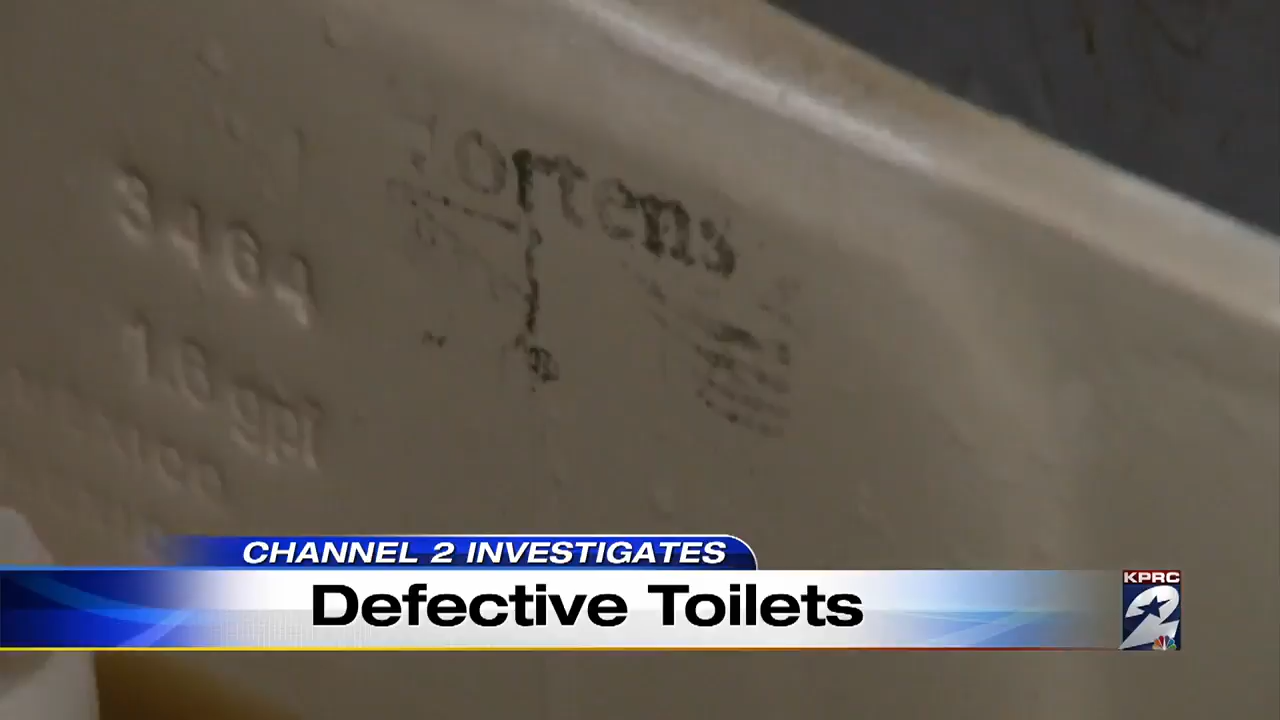 ortens
3464
1.6 gpf
CHANNEL 2 INVESTIGATES
Defective Toilets
KPRC
2